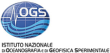 OGS
ISTITUTO NAZIONALE
DI OCEANOGRAFIA E DI GEOFISICA SPERIMENTALE